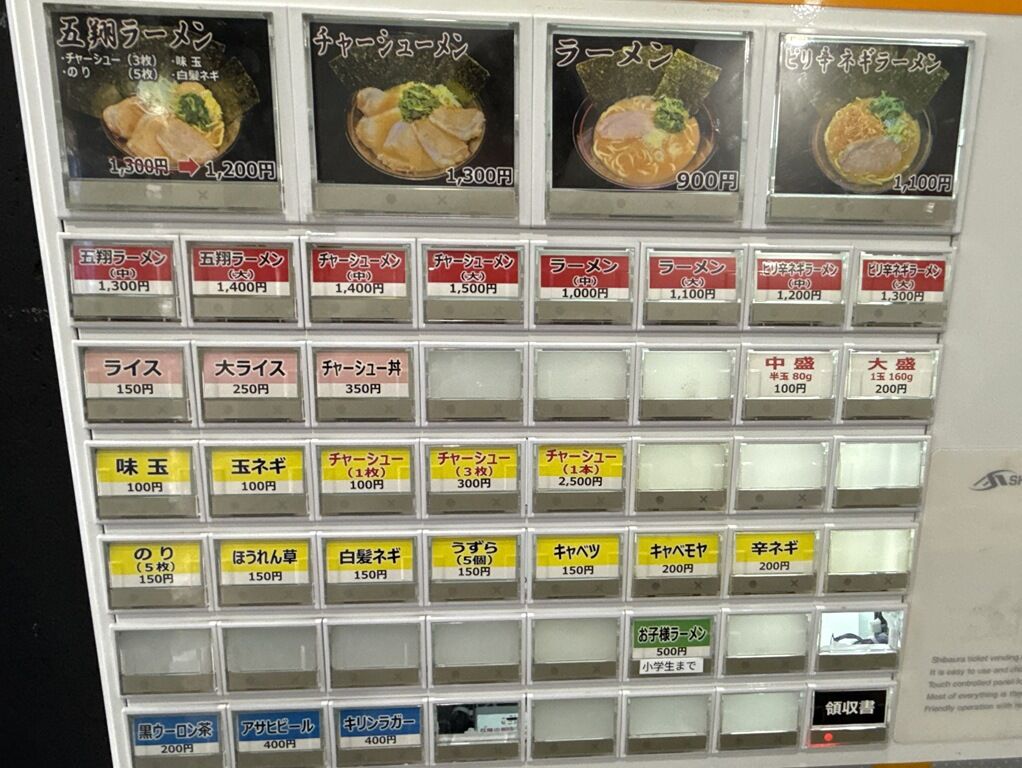 五翔ラーメン
・チャーシュー（3枚） ・味玉
・のり （5枚） ・白髪ネギ
1,300円 ➡ 1,200円
チャーシューメン
1,300円
ラーメン
900円
ピリ辛ネギラーメン
1,100円
五翔ラーメン
（中）
1,300円
五翔ラーメン
（大）
1,400円
チャーシューメン
（中）
1,400円
チャーシューメン
（大）
1,500円
ラーメン
（中）
1,000円
ラーメン
（大）
1,100円
ピリ辛ネギラーメン
（中）
1,200円
ピリ辛ネギラーメン
（大）
1,300円
ライス
150円
大ライス
250円
チャーシュー丼
350円
中盛
半玉 80g
100円
大盛
1玉 160g
200円
味玉
100円
玉ネギ
100円
チャーシュー
（1枚）
100円
チャーシュー
（3枚）
300円
チャーシュー
（1本）
2,500円
のり
（5枚）
150円
ほうれん草
150円
白髪ネギ
150円
うずら
（5個）
150円
キャベツ
150円
キャベモヤ
200円
辛ネギ
200円
お子様ラーメン
500円
小学生まで
黒ウーロン茶
200円
アサヒビール
400円
キリンラガー
400円
領収書
Shibaura ticket vending
It is easy to use and
Touch controlled panel
Most of everything is
Friendly operation with